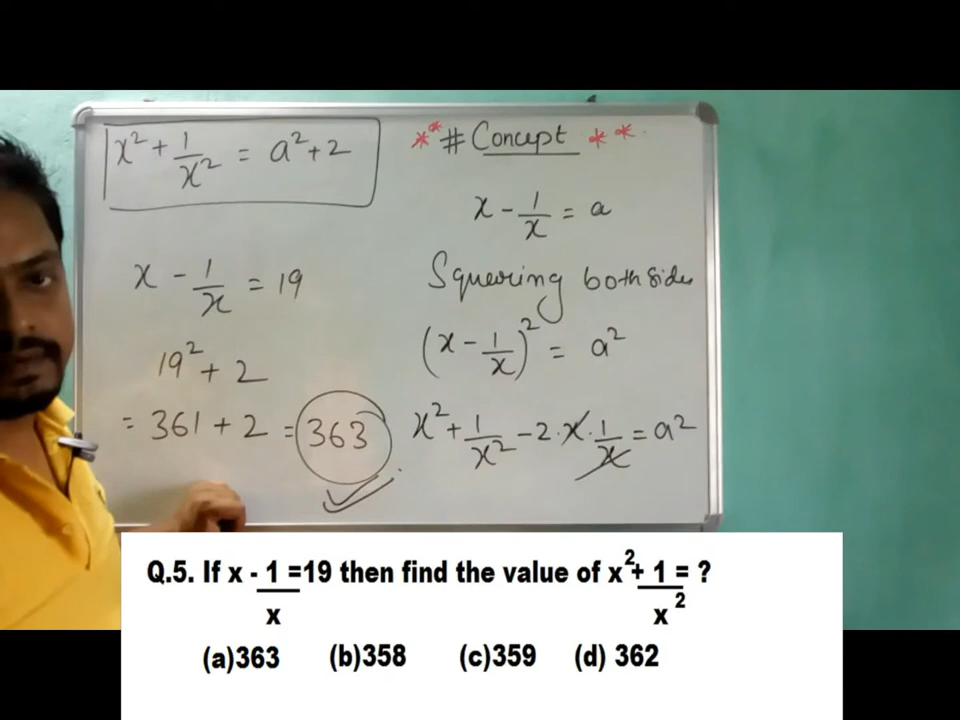 x² + 1/x² = a² + 2
x - 1/x = 19
19² + 2
= 361 + 2 = 363
** # Concept **
x - 1/x = a
Squering both sides
(x - 1/x)² = a²
x² + 1/x² - 2·x·1/x = a²
Q.5. If x - 1/x =19 then find the value of x²+ 1/x² = ?
(a)363 (b)358 (c)359 (d) 362